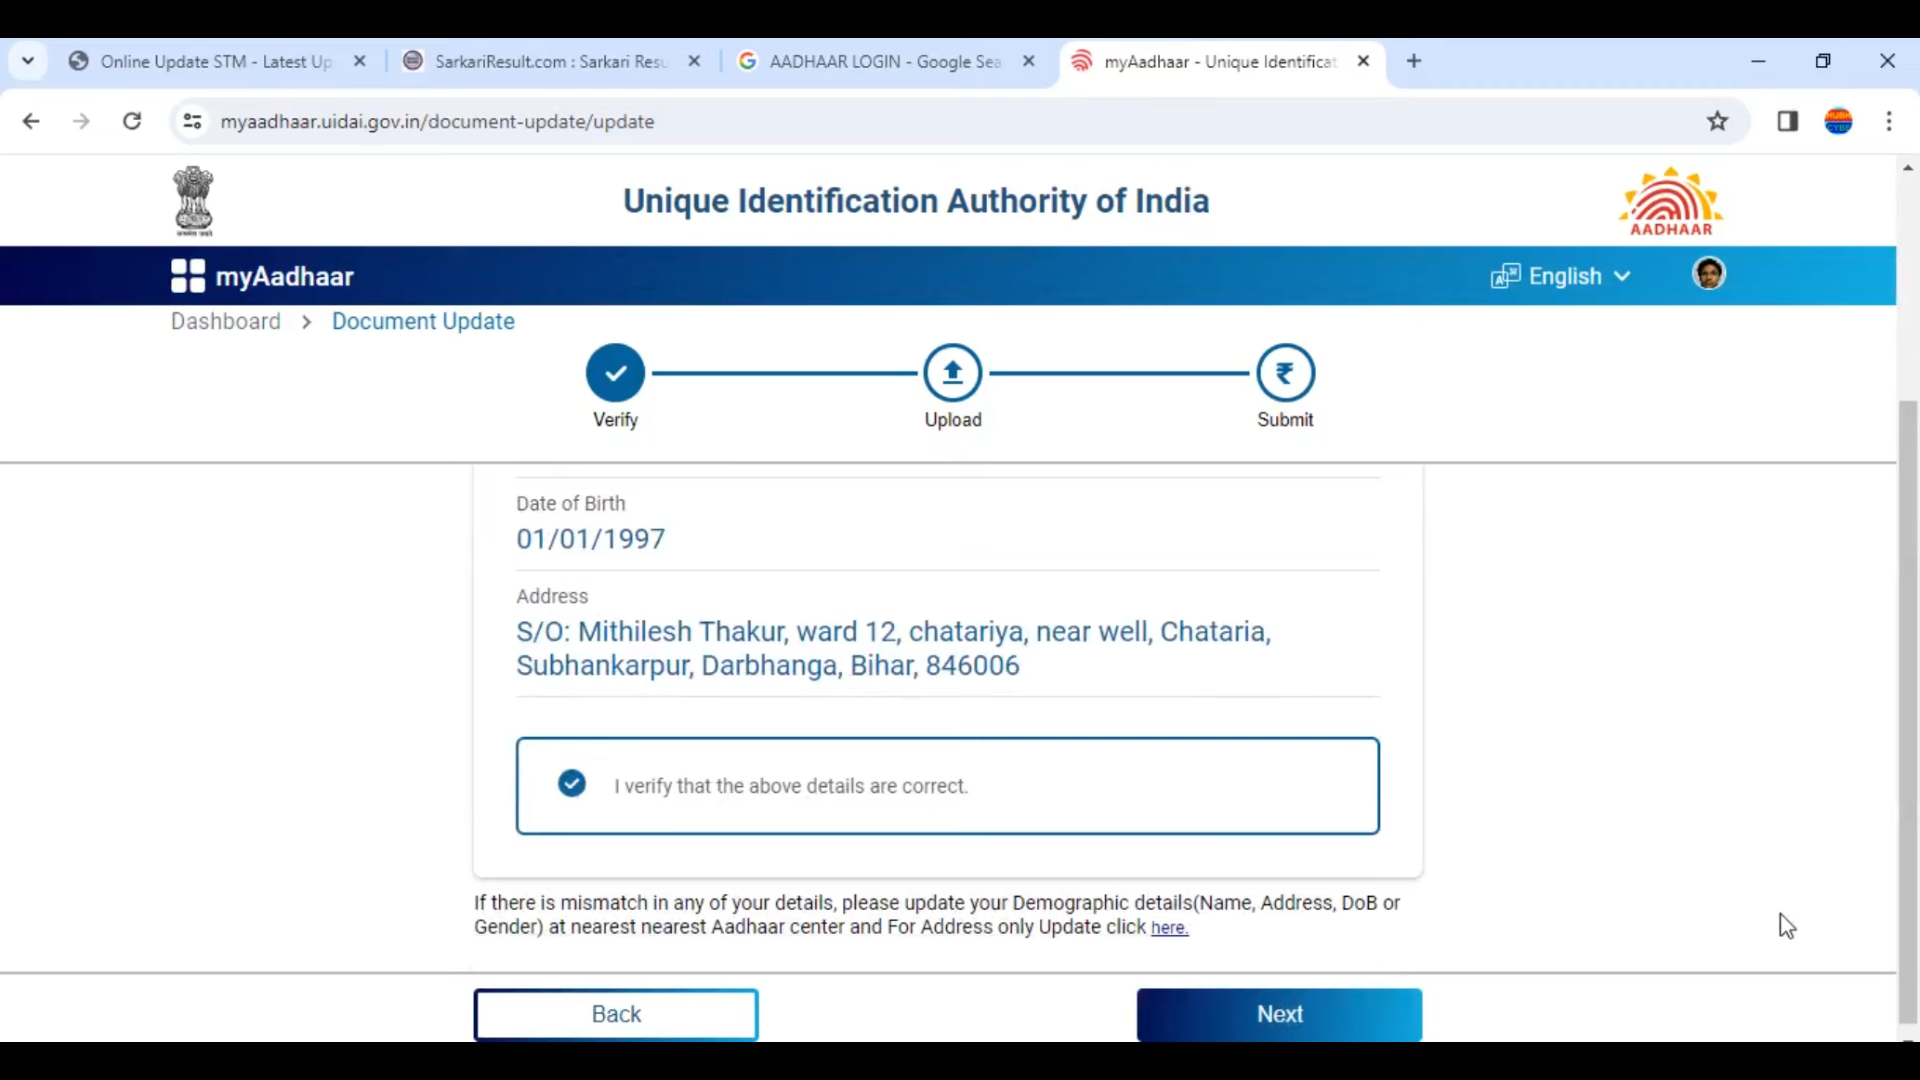 Online Update STM - Latest Up
SarkariResult.com : Sarkari Resu
AADHAAR LOGIN - Google Sea
myAadhaar - Unique Identificat
myaadhaar.uidai.gov.in/document-update/update
Unique Identification Authority of India
AADHAAR
myAadhaar
English
Dashboard > Document Update
Verify
Upload
Submit
Date of Birth
01/01/1997
Address
S/O: Mithilesh Thakur, ward 12, chatariya, near well, Chataria,
Subhankarpur, Darbhanga, Bihar, 846006
I verify that the above details are correct.
If there is mismatch in any of your details, please update your Demographic details(Name, Address, DoB or
Gender) at nearest nearest Aadhaar center and For Address only Update click here.
Back
Next